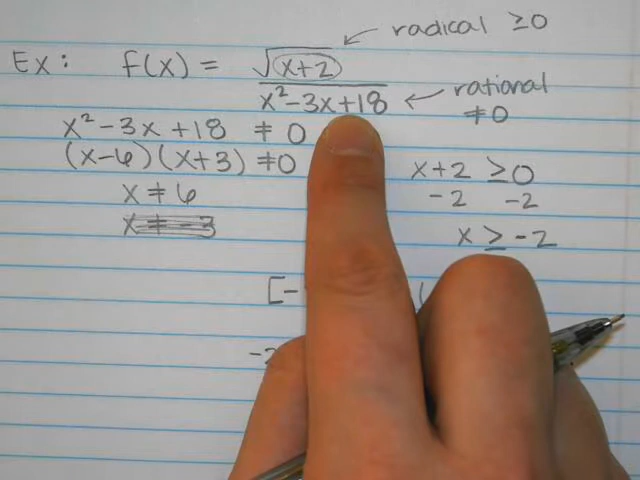 radical ≥0
Ex: f(x) = √(x+2)
x²-3x+18 ← rational
≠0
x²-3x+18 ≠ 0
(x-6)(x+3) ≠0
x+2 ≥0
x ≠ 6
-2 -2
x ≠ -3
x ≥ -2
[-
-2